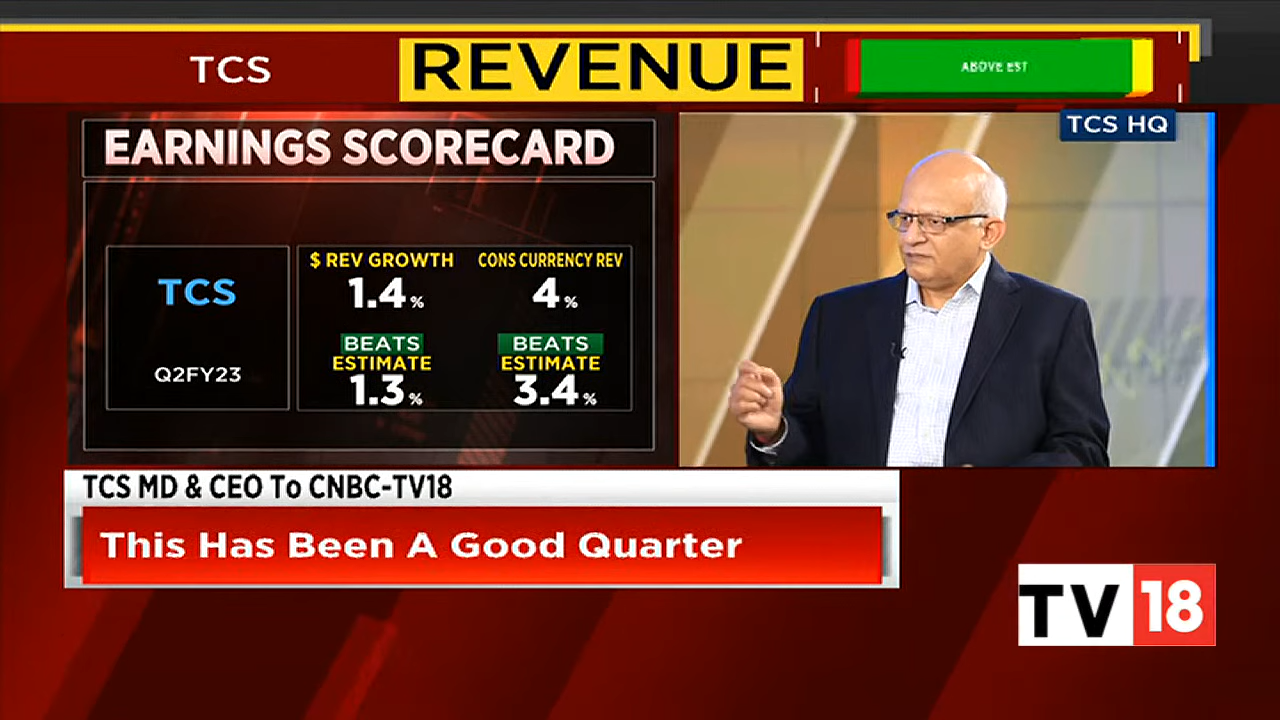 TCS
REVENUE
ABOVE EST
EARNINGS SCORECARD
TCS HQ
TCS
Q2FY23
$ REV GROWTH
1.4%
BEATS
ESTIMATE
1.3%
CONS CURRENCY REV
4%
BEATS
ESTIMATE
3.4%
TCS MD & CEO To CNBC-TV18
This Has Been A Good Quarter
TV18